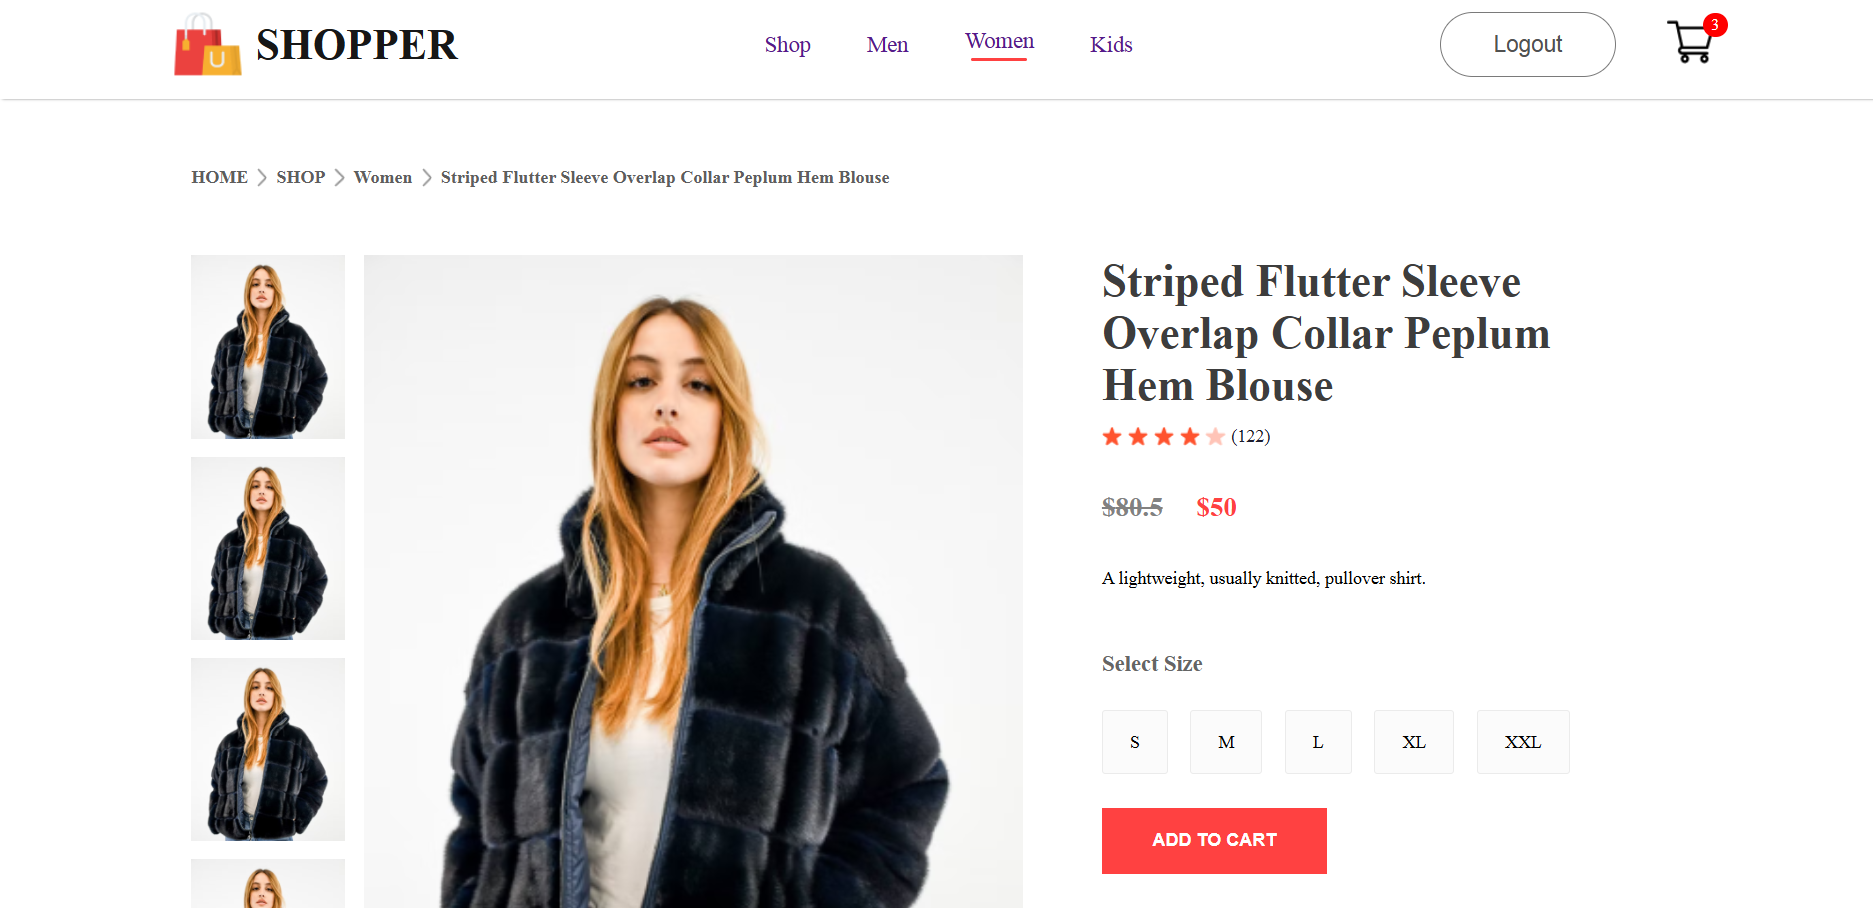 SHOPPER
Shop
Men
Women
Kids
Logout
3
HOME
SHOP
Women
Striped Flutter Sleeve Overlap Collar Peplum Hem Blouse
U
Striped Flutter Sleeve
Overlap Collar Peplum
Hem Blouse
(122)
$80.5 $50
A lightweight, usually knitted, pullover shirt.
Select Size
S
M
L
XL
XXL
ADD TO CART